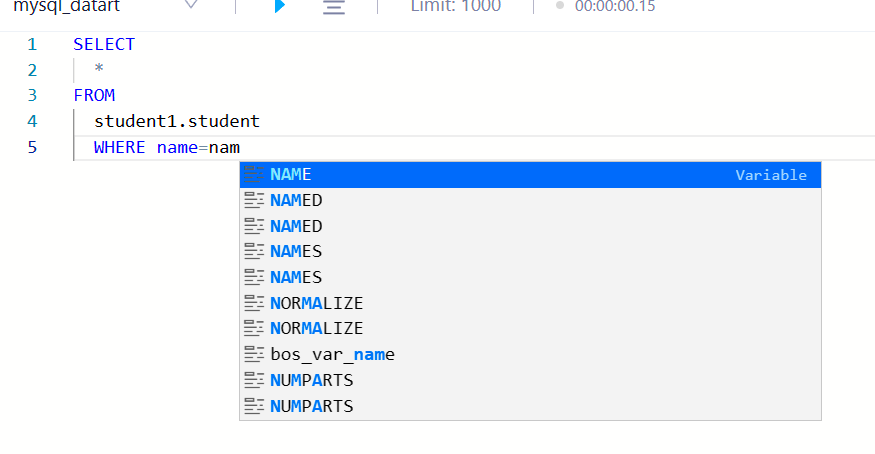 mysql_datart Limit: 1000 00:00:00.15
1 SELECT
2 *
3 FROM
4 student1.student
5 WHERE name=nam
NAME Variable
NAMED
NAMED
NAMES
NAMES
NORMALIZE
NORMALIZE
bos_var_name
NUMPARTS
NUMPARTS